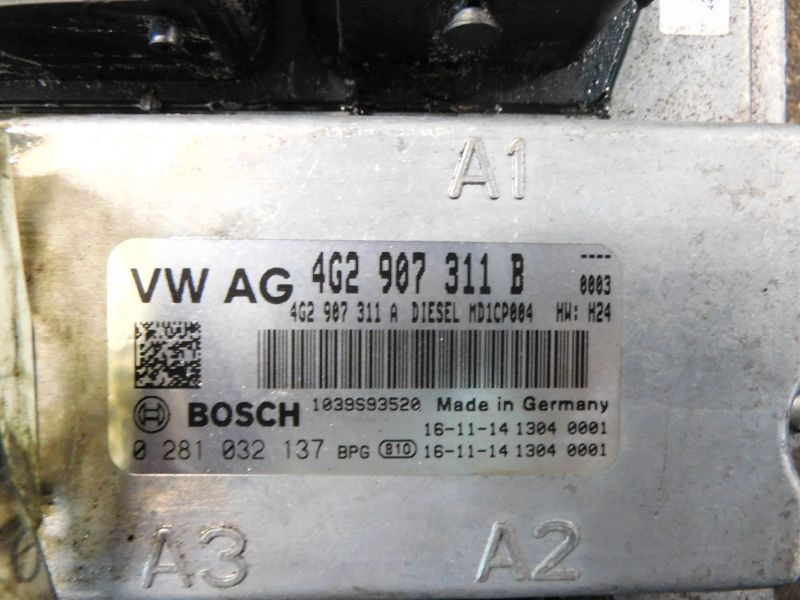 A1
VW AG 4G2 907 311 B ----
0003
4G2 907 311 A DIESEL MD1CP004 HW: H24
BOSCH 1039S93520 Made in Germany
16-11-14 1304 0001
0 281 032 137 BPG 810 16-11-14 1304 0001
A3 A2